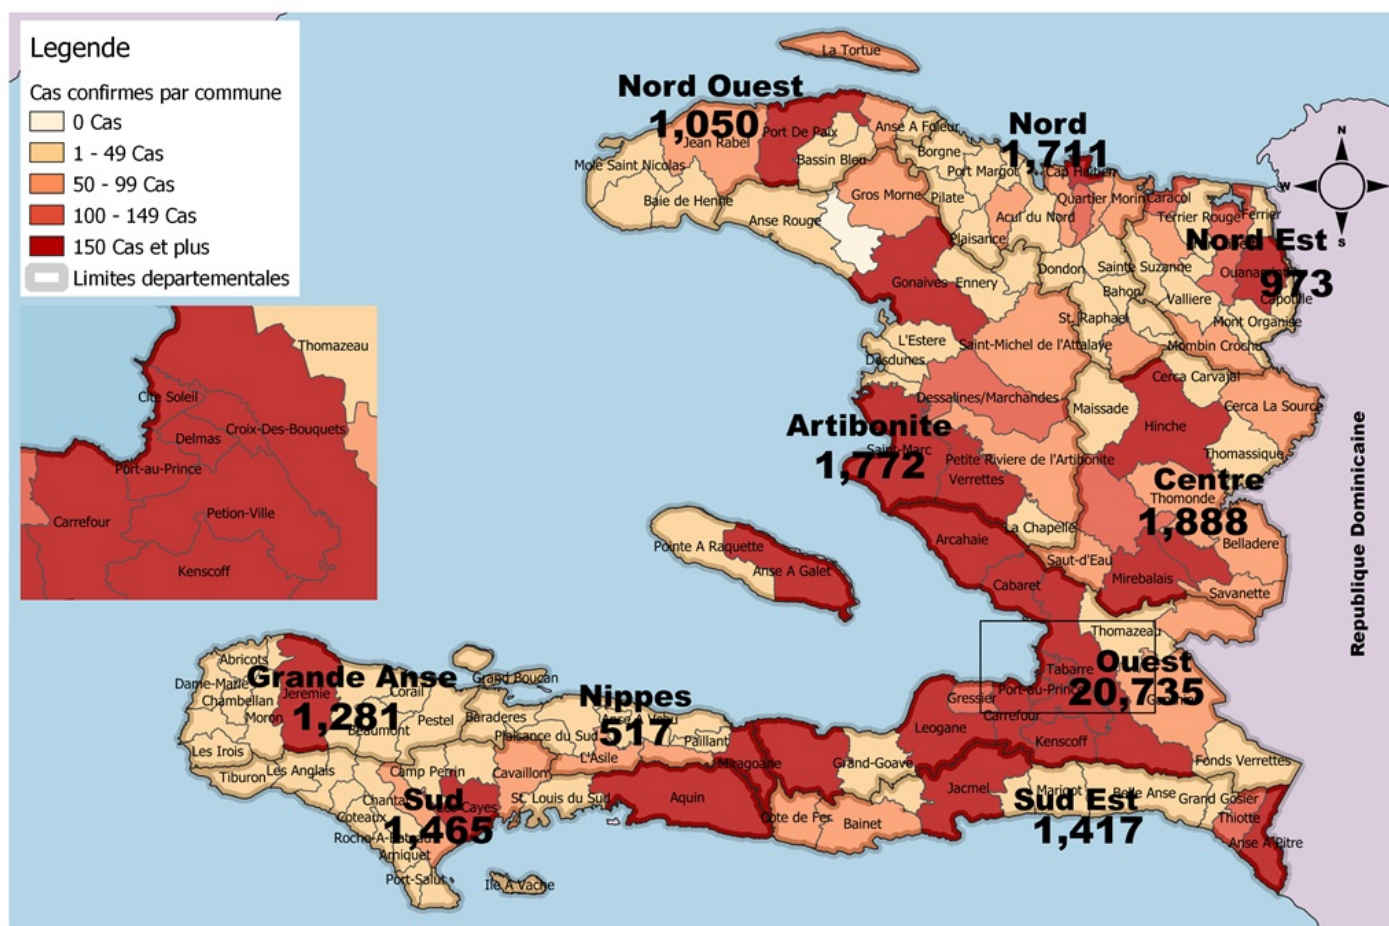 Legende
Cas confirmes par commune
0 Cas
1 - 49 Cas
50 - 99 Cas
100 - 149 Cas
150 Cas et plus
Limites departementales
Thomazeau
Cite Soleil
Croix-Des-Bouquets
Delmas
Port-au-Prince
Petion-Ville
Carrefour
Kenscoff
La Tortue
Nord Ouest
1,050
Port De Paix
Jean Rabel
Anse A Foleur
Mole Saint Nicolas
Bassin Bleu
Baie de Henne
Anse Rouge
Nord
1,711
Borgne
Port Margot
Cap Haitien
Gros Morne
Pilate
Quartier Morin
Caracol
Acul du Nord
Terrier Rouge
Ferrier
Plaisance
Nord Est
973
N
W
S
Gonaives
Ennery
Dondon
Sainte Suzanne
Bahon
Valliere
Capotille
St. Raphael
Mont Organise
L'Estere
Saint-Michel de l'Attalaye
Mombin Crochu
Desdunes
Cerca Carvajal
Dessalines/Marchandes
Maissade
Cerca La Source
Artibonite
1,772
Hinche
Saint-Marc
Petite Riviere de l'Artibonite
Thomassique
Verrettes
Centre
1,888
Thomonde
La Chapelle
Belladere
Arcahaie
Saut-d'Eau
Mirebalais
Cabaret
Savanette
Pointe A Raquette
Anse A Galet
Republique Dominicaine
Thomazeau
Ouest
20,735
Tabarre
Gressier
Port-au-Prince
Carrefour
Leogane
Kenscoff
Fonds Verrettes
Abricots
Grande Anse
1,281
Dame-Marie
Chambellan
Jeremie
Corail
Moron
Pestel
Beaumont
Les Irois
Grand Boucan
Baraderes
Nippes
517
Plaisance du Sud
Paillant
L'Asile
Miragoane
Grand-Goave
Tiburon
Les Anglais
Camp Perrin
Cavaillon
Sud
1,465
St. Louis du Sud
Aquin
Coteaux
Arniquet
Port-Salut
Ile A Vache
Cote de Fer
Bainet
Jacmel
Sud Est
1,417
Marigot
Belle Anse
Grand Gosier
Thiotte
Anse A Pitre